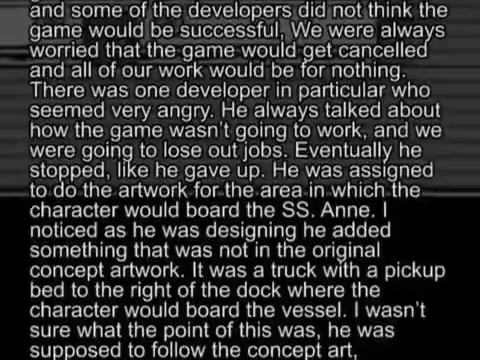 and some of the developers did not think the
game would be successful, We were always
worried that the game would get cancelled
and all of our work would be for nothing.
There was one developer in particular who
seemed very angry. He always talked about
how the game wasn't going to work, and we
were going to lose out jobs. Eventually he
stopped, like he gave up. He was assigned
to do the artwork for the area in which the
character would board the SS. Anne. I
noticed as he was designing he added
something that was not in the original
concept artwork. It was a truck with a pickup
bed to the right of the dock where the
character would board the vessel. I wasn't
sure what the point of this was, he was
supposed to follow the concept art,